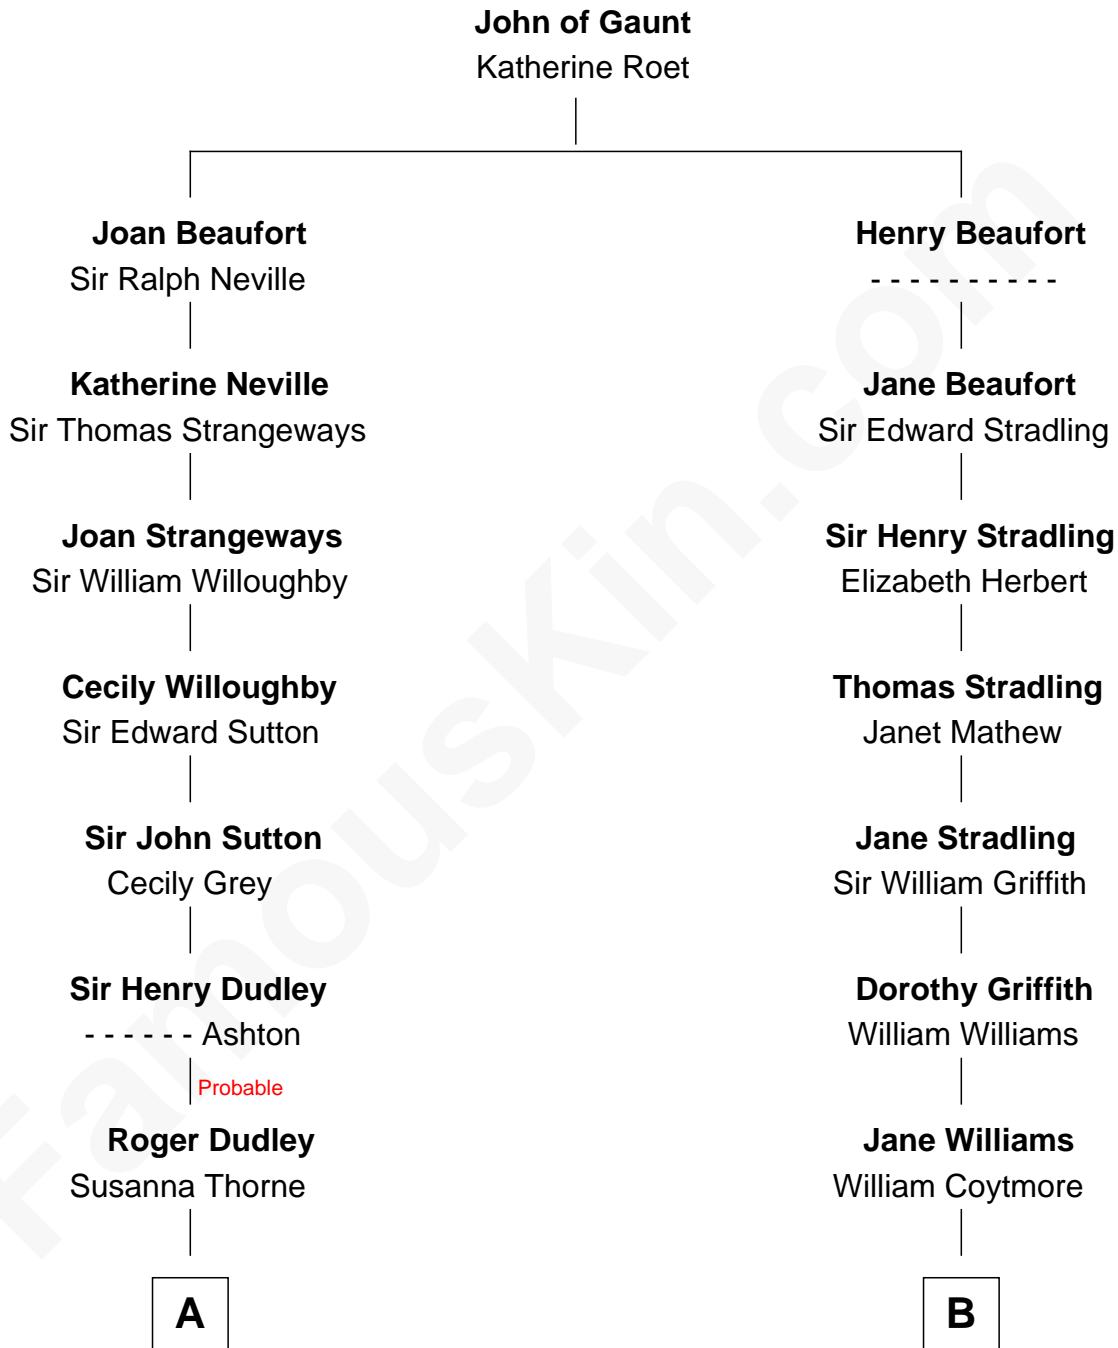 John of Gaunt
Katherine Roet
Joan Beaufort
Sir Ralph Neville
Katherine Neville
Sir Thomas Strangeways
Joan Strangeways
Sir William Willoughby
Cecily Willoughby
Sir Edward Sutton
Sir John Sutton
Cecily Grey
Sir Henry Dudley
- - - - - - Ashton
Probable
Roger Dudley
Susanna Thorne
A
Henry Beaufort
- - - - - - - - - -
Jane Beaufort
Sir Edward Stradling
Sir Henry Stradling
Elizabeth Herbert
Thomas Stradling
Janet Mathew
Jane Stradling
Sir William Griffith
Dorothy Griffith
William Williams
Jane Williams
William Coytmore
B
FamousKin.com